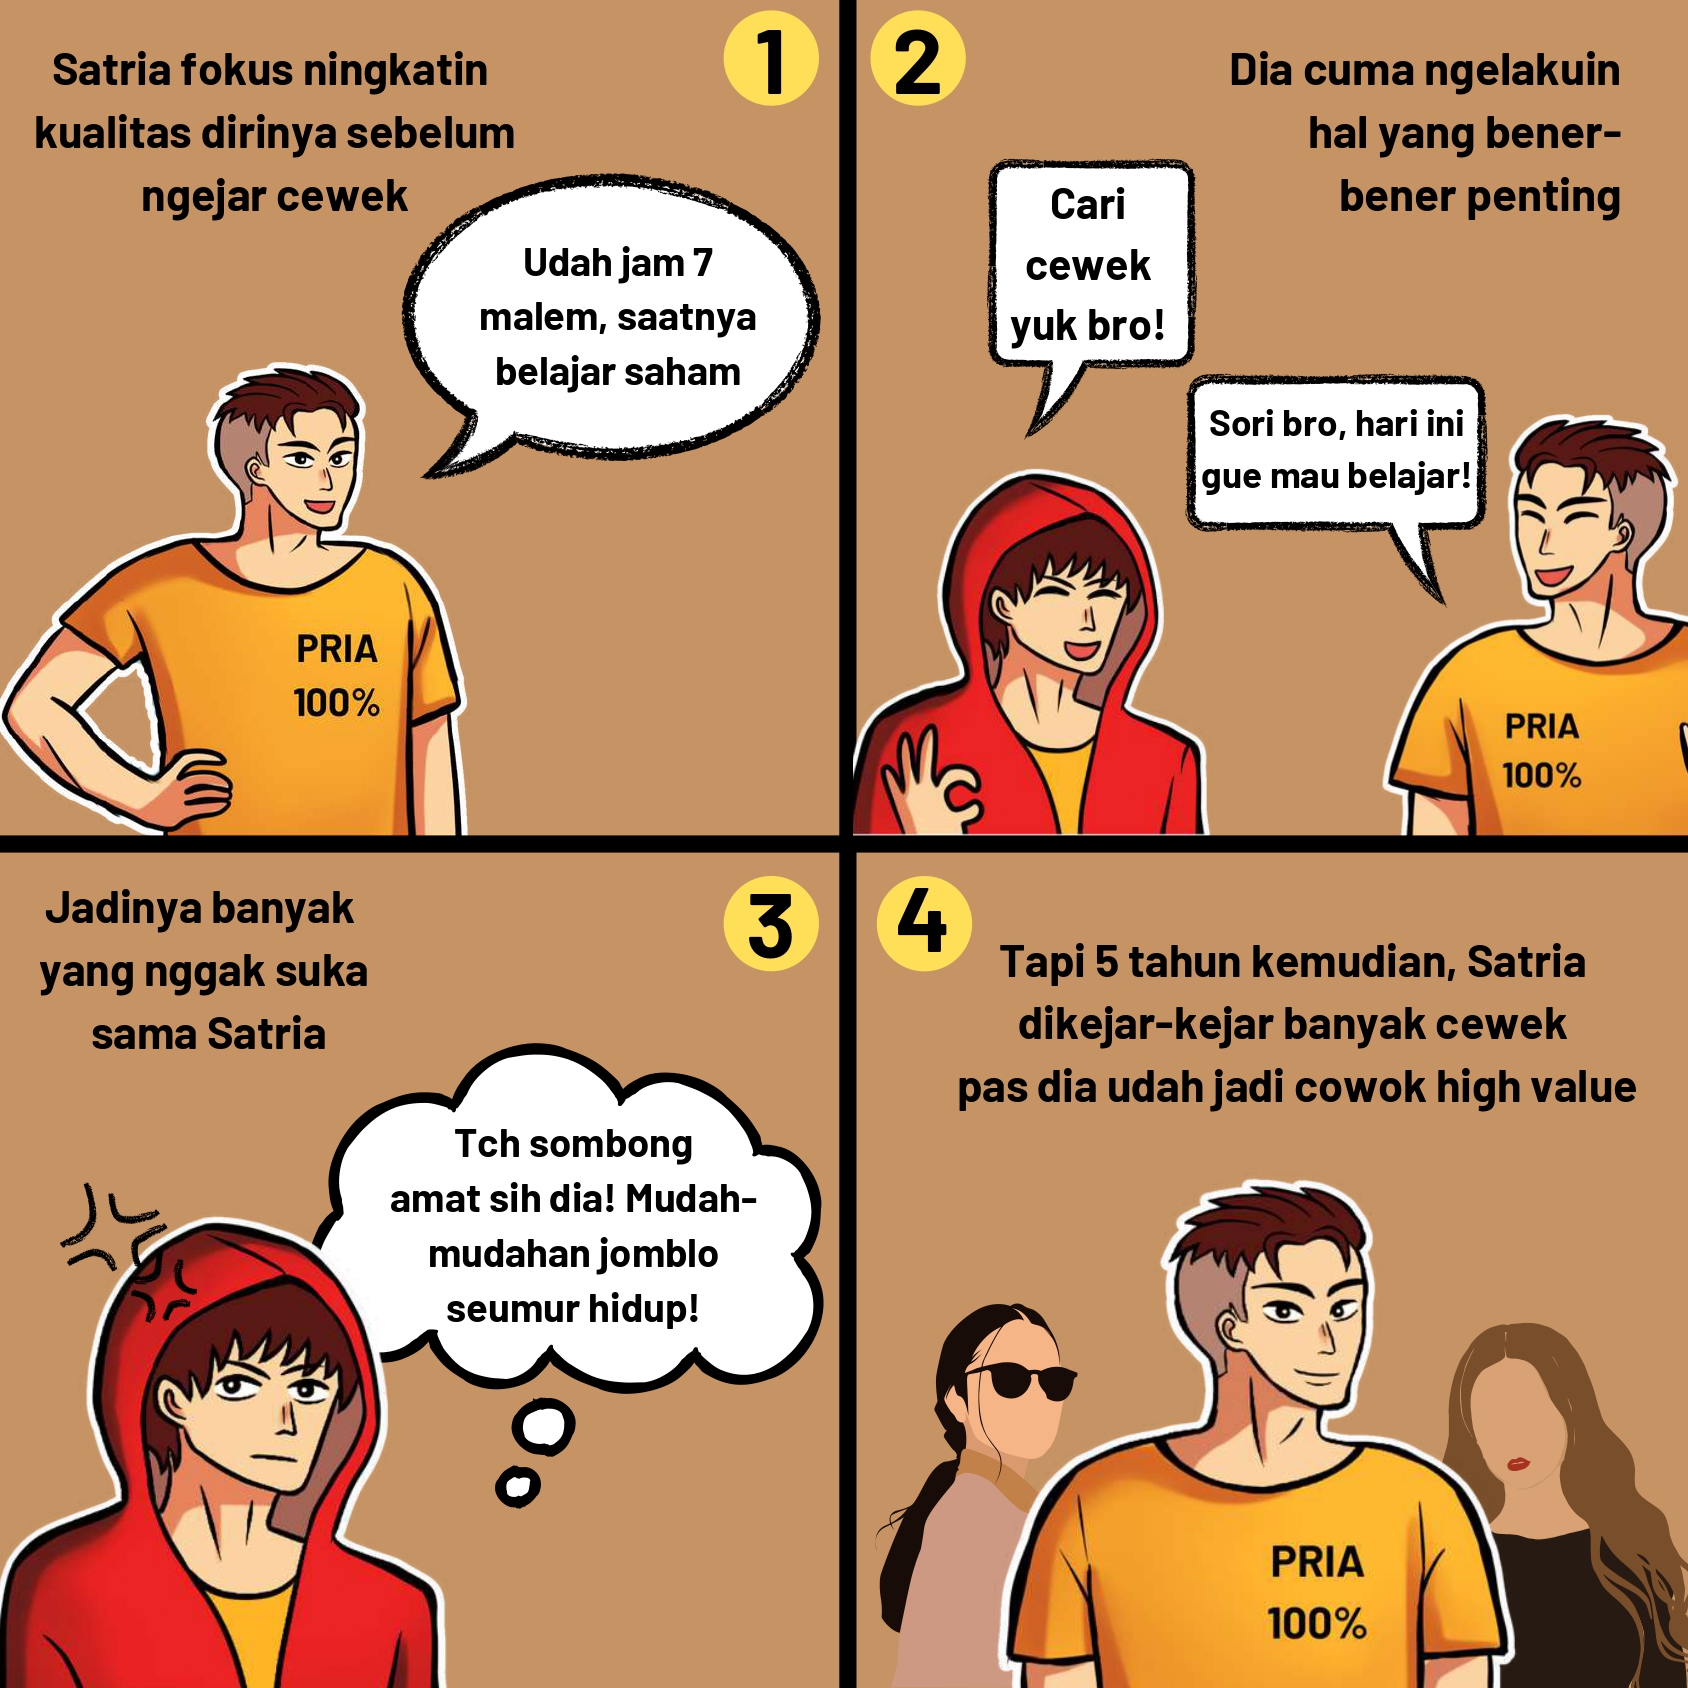 1
Satria fokus ningkatin
kualitas dirinya sebelum
ngejar cewek
Udah jam 7
malem, saatnya
belajar saham
PRIA
100%
2
Dia cuma ngelakuin
hal yang bener-
bener penting
Cari
cewek
yuk bro!
Sori bro, hari ini
gue mau belajar!
PRIA
100%
3
Jadinya banyak
yang nggak suka
sama Satria
Tch sombong
amat sih dia! Mudah-
mudahan jomblo
seumur hidup!
4
Tapi 5 tahun kemudian, Satria
dikejar-kejar banyak cewek
pas dia udah jadi cowok high value
PRIA
100%